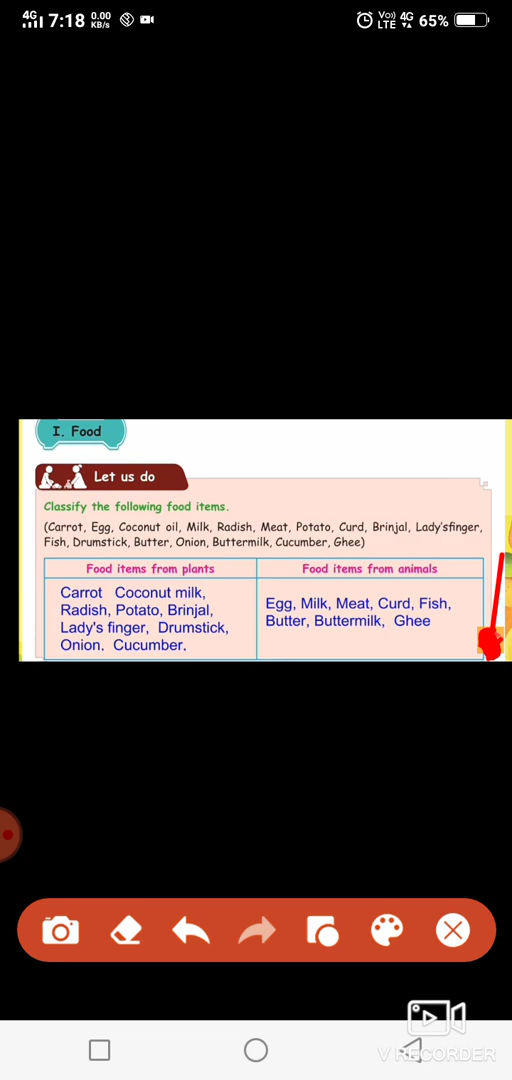 4G 7:18 0.00 KB/s Vo) LTE 4G 65%
I. Food
Let us do
Classify the following food items.
(Carrot, Egg, Coconut oil, Milk, Radish, Meat, Potato, Curd, Brinjal, Lady'sfinger,
Fish, Drumstick, Butter, Onion, Buttermilk, Cucumber, Ghee)
Food items from plants
Carrot Coconut milk,
Radish, Potato, Brinjal,
Lady's finger, Drumstick,
Onion. Cucumber.
Food items from animals
Egg, Milk, Meat, Curd, Fish,
Butter, Buttermilk, Ghee
V RECORDER